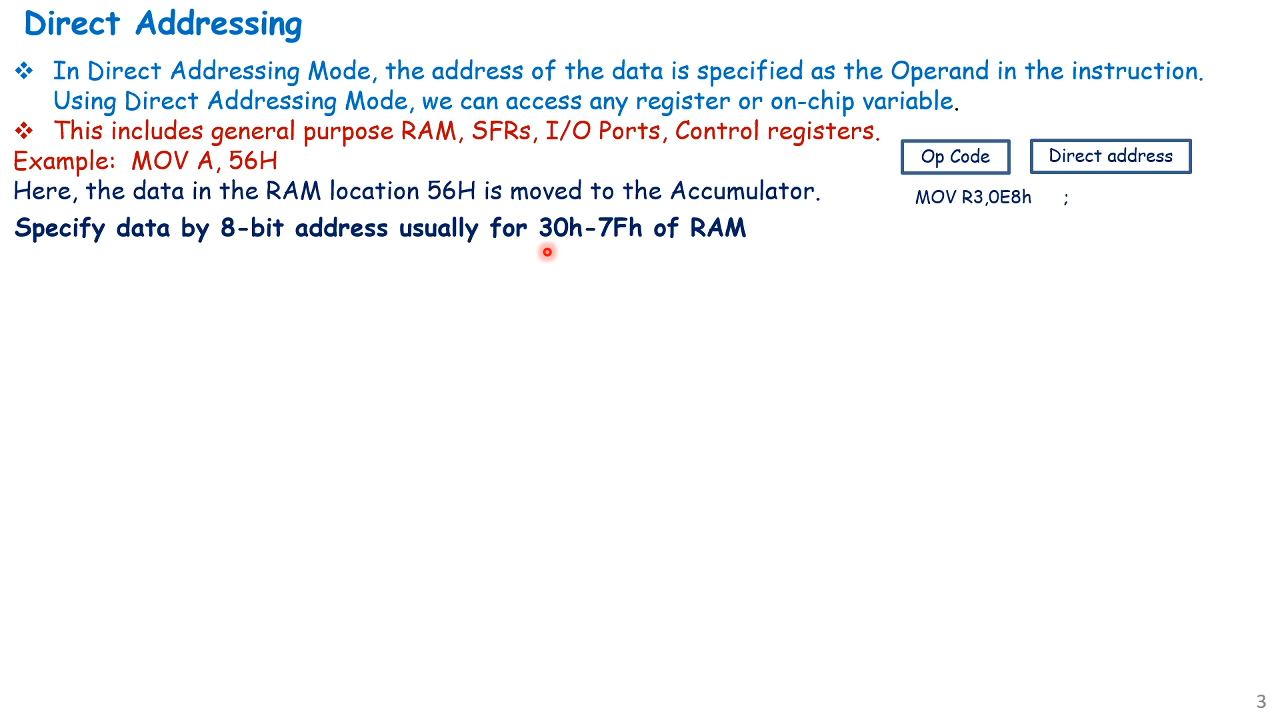 Direct Addressing
❖ In Direct Addressing Mode, the address of the data is specified as the Operand in the instruction.
Using Direct Addressing Mode, we can access any register or on-chip variable.
❖ This includes general purpose RAM, SFRs, I/O Ports, Control registers.
Example: MOV A, 56H
Here, the data in the RAM location 56H is moved to the Accumulator.
Specify data by 8-bit address usually for 30h-7Fh of RAM
Op Code Direct address
MOV R3,0E8h ;
3